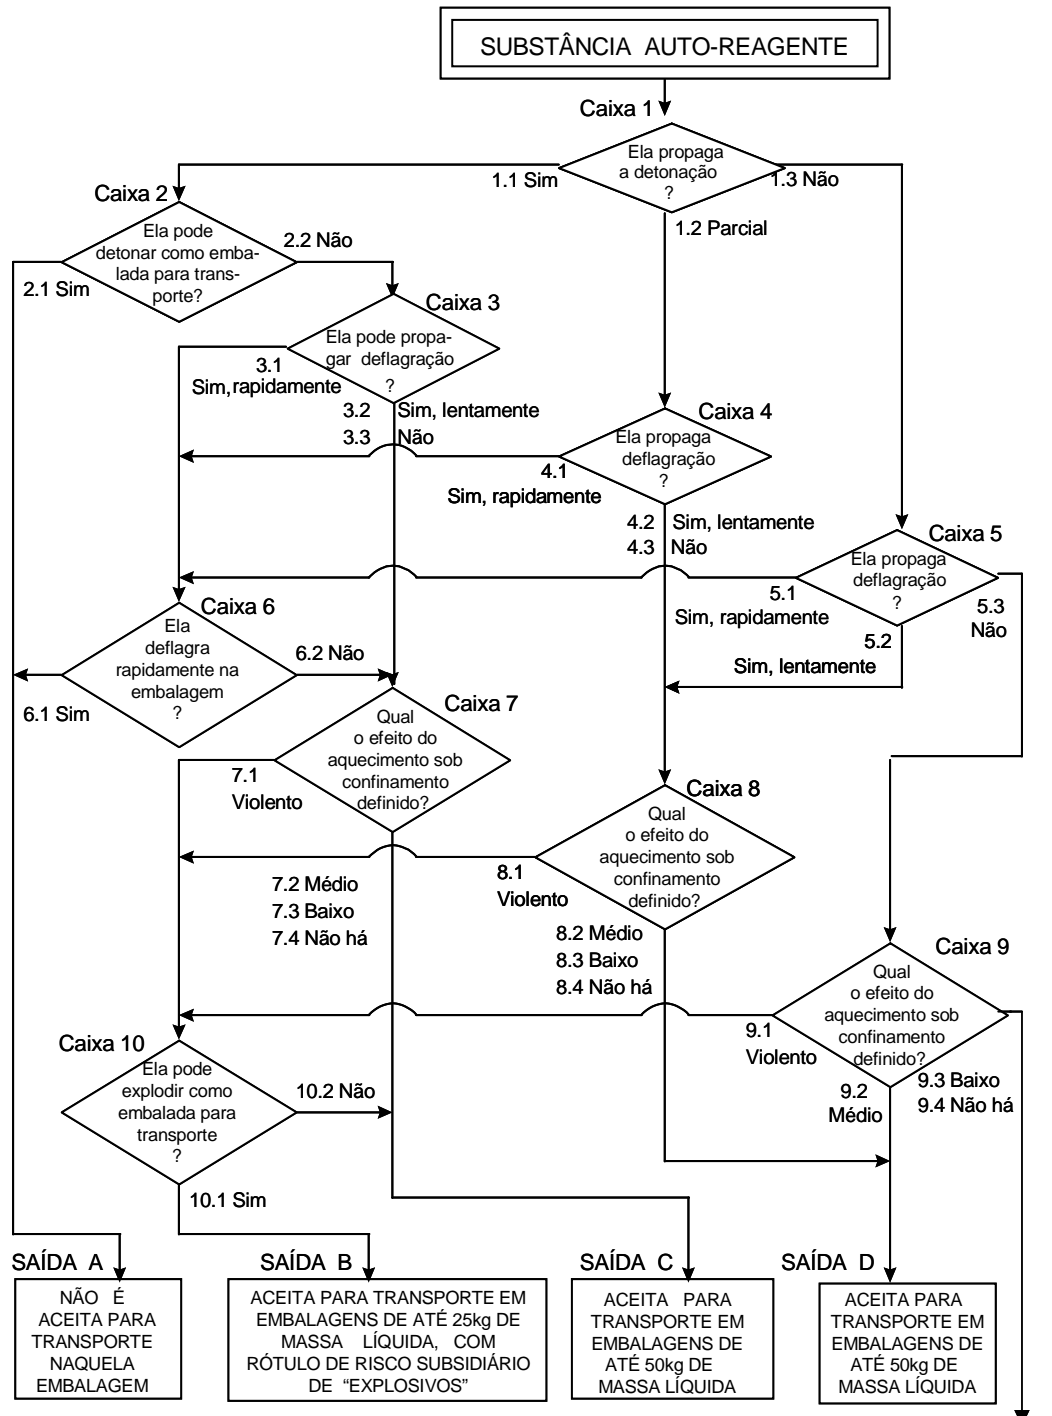 SUBSTÂNCIA AUTO-REAGENTE
Caixa 1
Ela propaga
a detonação
?
1.1 Sim
1.3 Não
1.2 Parcial
Caixa 2
Ela pode
detonar como emba-
lada para trans-
porte?
2.2 Não
2.1 Sim
Caixa 3
Ela pode propa-
gar deflagração
?
3.1
Sim, rapidamente
3.2 Sim, lentamente
3.3 Não
Caixa 4
Ela propaga
deflagração
?
4.1
Sim, rapidamente
4.2 Sim, lentamente
4.3 Não
Caixa 5
Ela propaga
deflagração
?
5.1
Sim, rapidamente
5.3
Não
5.2
Sim, lentamente
Caixa 6
Ela
deflagra
rapidamente na
embalagem
?
6.2 Não
6.1 Sim
Caixa 7
Qual
o efeito do
aquecimento sob
confinamento
definido?
7.1
Violento
7.2 Médio
7.3 Baixo
7.4 Não há
Caixa 8
Qual
o efeito do
aquecimento sob
confinamento
definido?
8.1
Violento
8.2 Médio
8.3 Baixo
8.4 Não há
Caixa 9
Qual
o efeito do
aquecimento sob
confinamento
definido?
9.1
Violento
9.2
Médio
9.3 Baixo
9.4 Não há
Caixa 10
Ela pode
explodir como
embalada para
transporte
?
10.2 Não
10.1 Sim
SAÍDA A
NÃO É
ACEITA PARA
TRANSPORTE
NAQUELA
EMBALAGEM
SAÍDA B
ACEITA PARA TRANSPORTE EM
EMBALAGENS DE ATÉ 25kg DE
MASSA LÍQUIDA, COM
RÓTULO DE RISCO SUBSIDIÁRIO
DE “EXPLOSIVOS”
SAÍDA C
ACEITA PARA
TRANSPORTE EM
EMBALAGENS DE
ATÉ 50kg DE
MASSA LÍQUIDA
SAÍDA D
ACEITA PARA
TRANSPORTE EM
EMBALAGENS DE
ATÉ 50kg DE
MASSA LÍQUIDA